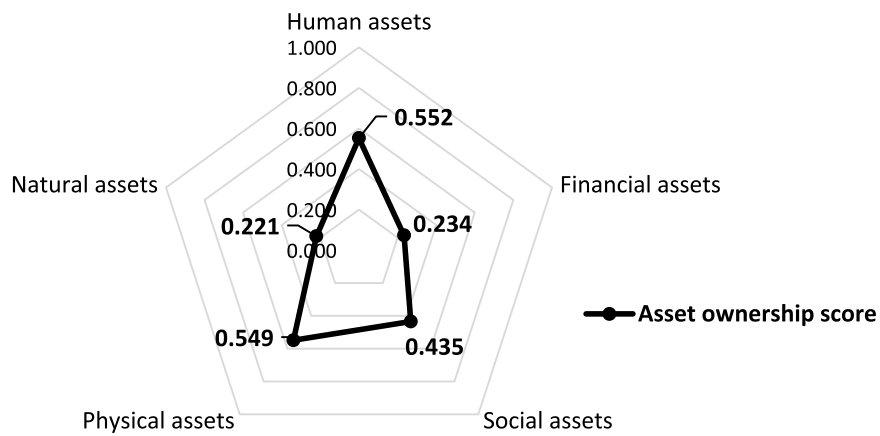 Human assets
1.000
0.800
0.600
0.552
0.400
Natural assets
Financial assets
0.200
0.221
0.234
0.000
Asset ownership score
0.549
0.435
Physical assets
Social assets